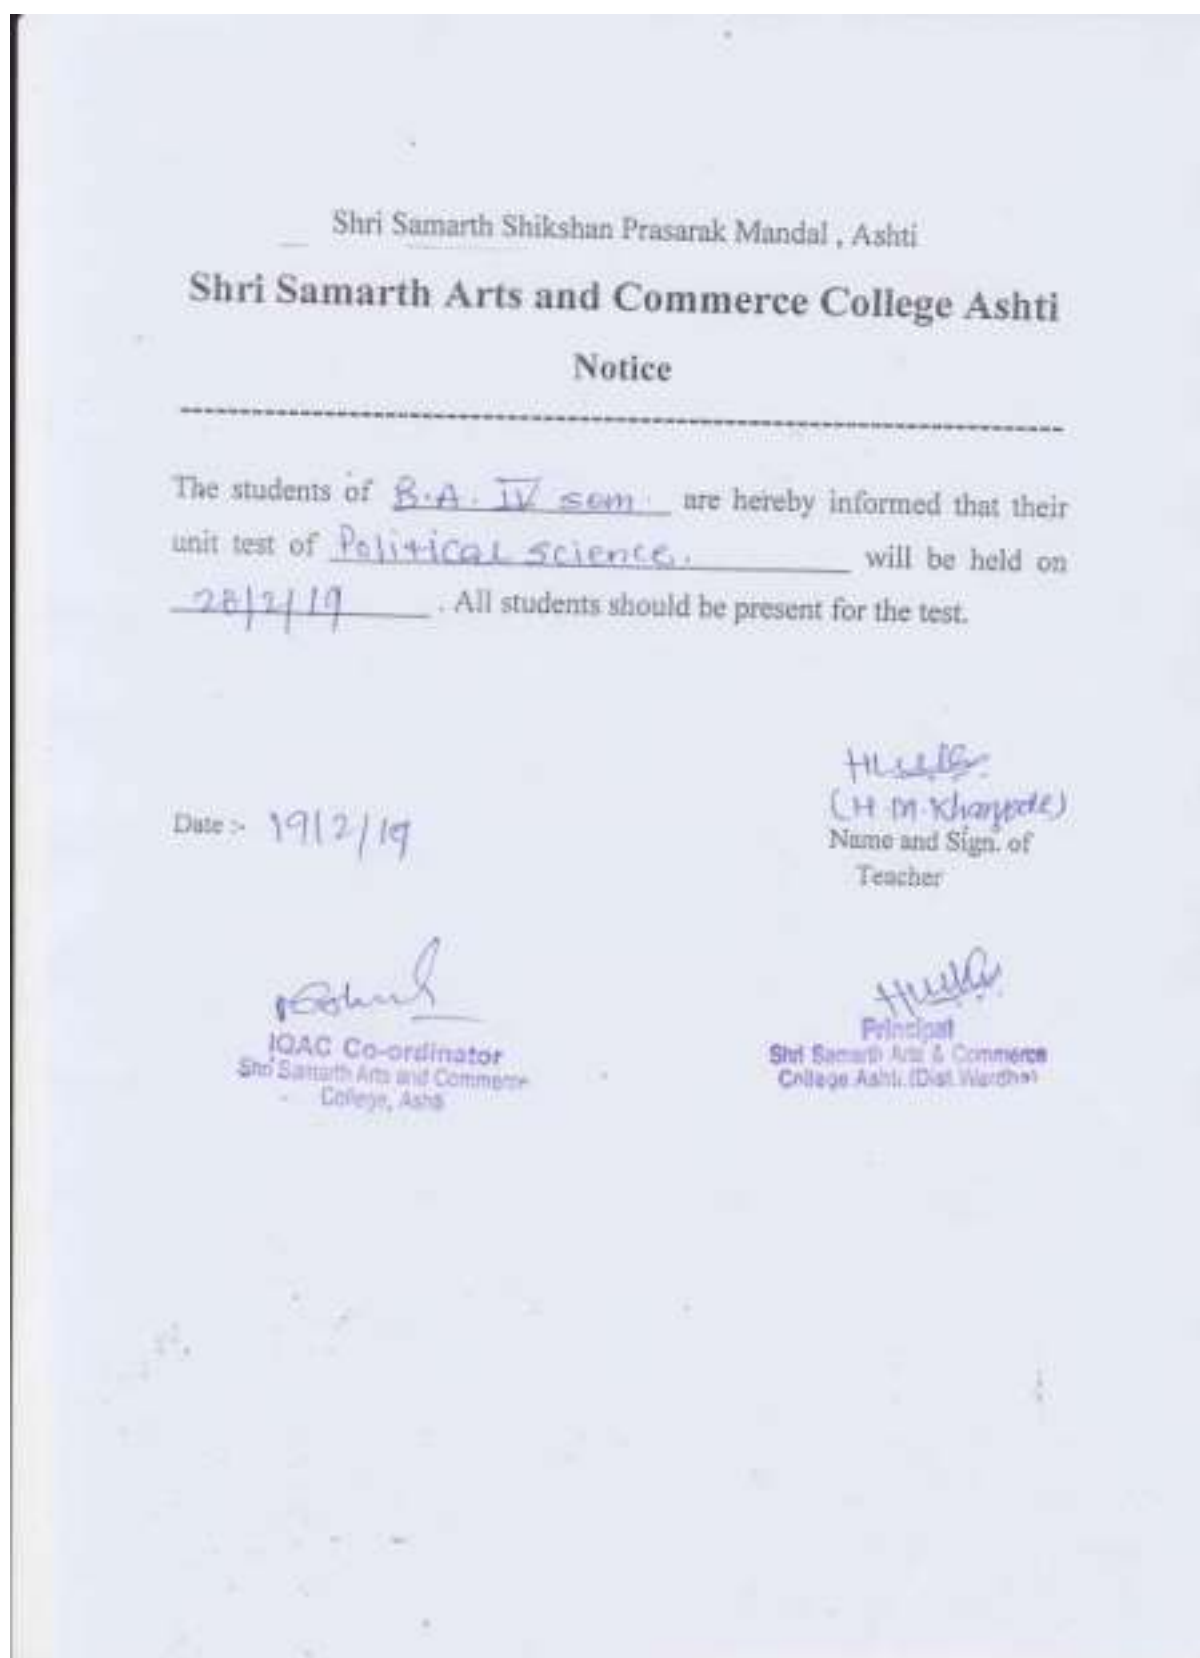 Shri Samarth Shikshan Prasarak Mandal , Ashti
Shri Samarth Arts and Commerce College Ashti
Notice
The students of B.A. IV sem. are hereby informed that their
unit test of Political science. will be held on
28/2/19 . All students should be present for the test.
(H.M.
Date :- 19/2/19
Name and Sign. of
Teacher
IQAC Co-ordinator
Shri Samarth Arts and Commerce
College, Ashti
Principal
Shri Samarth Arts & Commerce
College Ashti (Dist. Wardha)